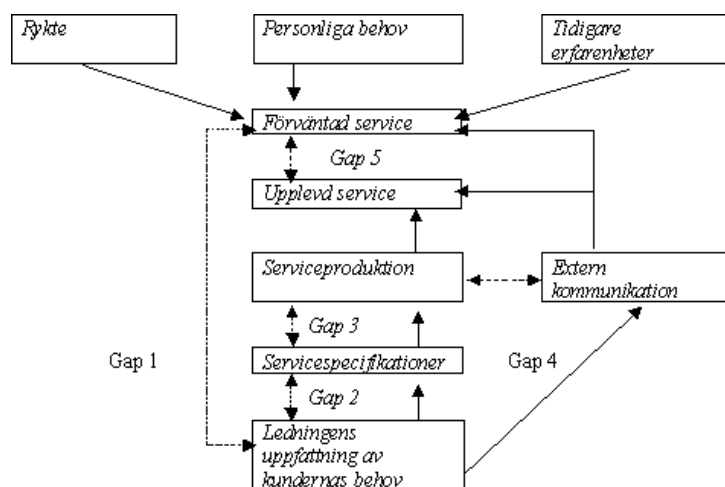 Rykte
Personliga behov
Tidigare
erfarenheter
Förväntad service
Gap 5
Upplevd service
Serviceproduktion
Extern
kommunikation
Gap 3
Gap 1
Servicespecifikationer
Gap 4
Gap 2
Ledningens
uppfattning av
kundernas behov